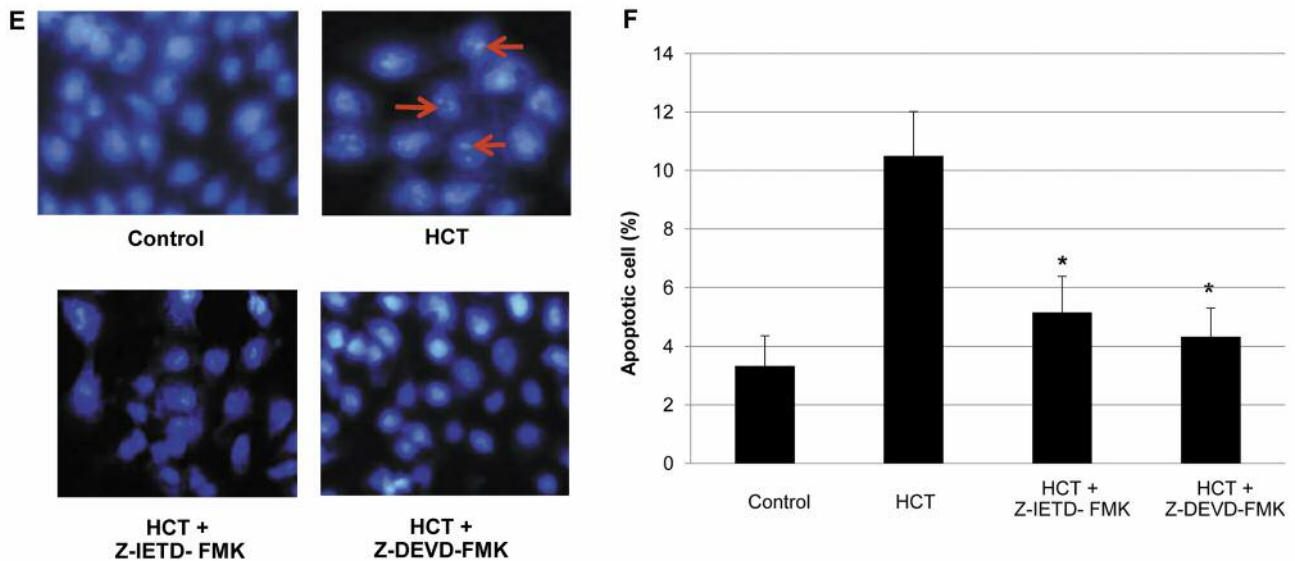 E
Control
HCT
HCT +
Z-IETD- FMK
HCT +
Z-DEVD-FMK
F
Apoptotic cell (%)
14
12
10
8
6
4
2
0
*
*
Control
HCT
HCT +
Z-IETD- FMK
HCT +
Z-DEVD-FMK